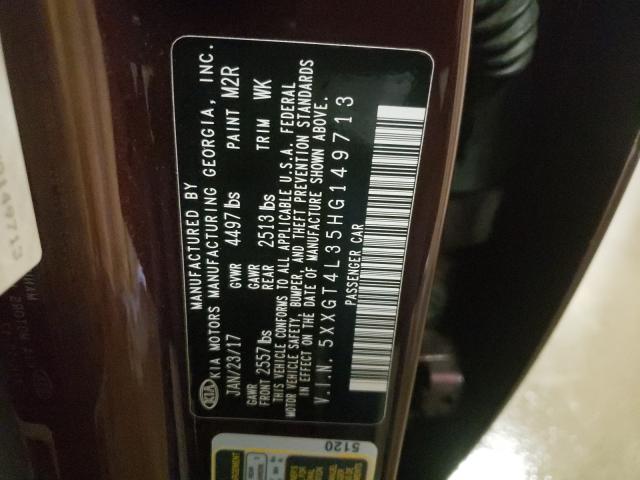 MANUFACTURED BY
KIA KIA MOTORS MANUFACTURING GEORGIA, INC.
JAN/23/17 GVWR 4497 lbs PAINT M2R
GAWR FRONT 2557 lbs GAWR REAR 2513 lbs TRIM WK
THIS VEHICLE CONFORMS TO ALL APPLICABLE U.S.A. FEDERAL
MOTOR VEHICLE SAFETY, BUMPER, AND THEFT PREVENTION STANDARDS
IN EFFECT ON THE DATE OF MANUFACTURE SHOWN ABOVE.
V.I.N. 5XXGT4L35HG149713
PASSENGER CAR
5120